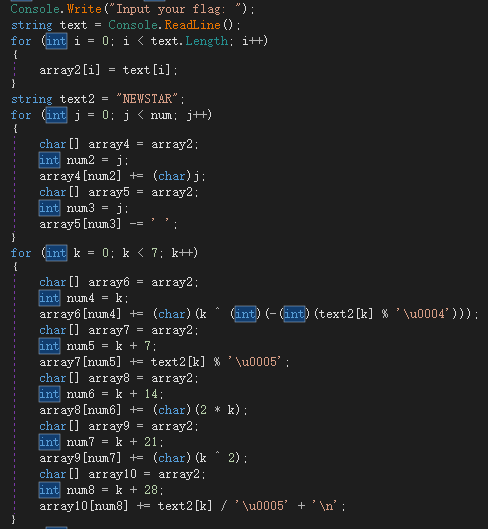 Console.Write("Input your flag: ");
string text = Console.ReadLine();
for (int i = 0; i < text.Length; i++)
{
    array2[i] = text[i];
}
string text2 = "NEWSTAR";
for (int j = 0; j < num; j++)
{
    char[] array4 = array2;
    int num2 = j;
    array4[num2] += (char)j;
    char[] array5 = array2;
    int num3 = j;
    array5[num3] -= ' ';
}
for (int k = 0; k < 7; k++)
{
    char[] array6 = array2;
    int num4 = k;
    array6[num4] += (char)(k ^ (int)(-(int)(text2[k] % '\u0004')));
    char[] array7 = array2;
    int num5 = k + 7;
    array7[num5] += text2[k] % '\u0005';
    char[] array8 = array2;
    int num6 = k + 14;
    array8[num6] += (char)(2 * k);
    char[] array9 = array2;
    int num7 = k + 21;
    array9[num7] += (char)(k ^ 2);
    char[] array10 = array2;
    int num8 = k + 28;
    array10[num8] += text2[k] / '\u0005' + '\n';
}